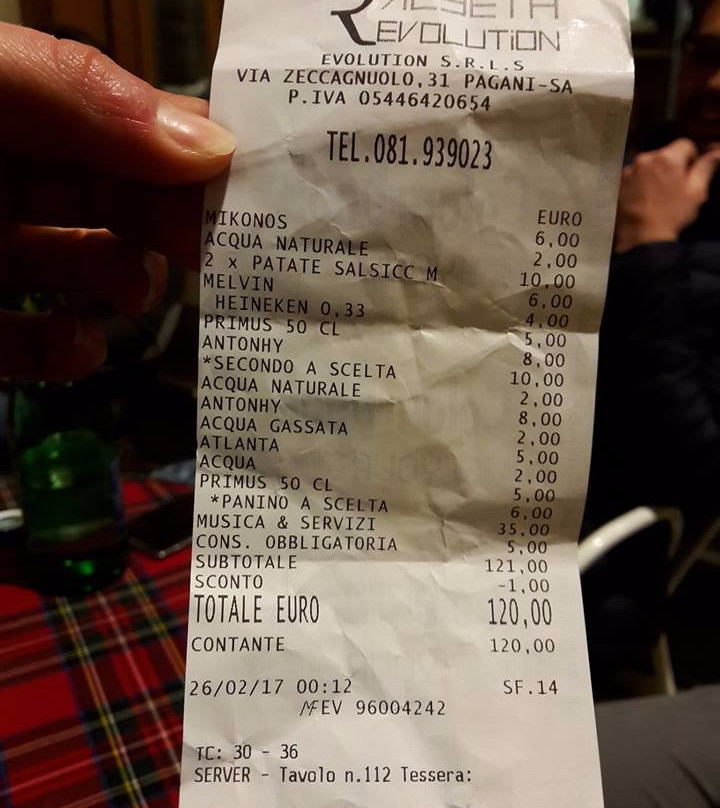 REVOLUTION
EVOLUTION S.R.L.S
VIA ZECCAGNUOLO,31 PAGANI-SA
P.IVA 05446420654
TEL.081.939023
EURO
MIKONOS 6,00
ACQUA NATURALE 2,00
2 x PATATE SALSICC M 10,00
MELVIN 6,00
HEINEKEN 0,33 4,00
PRIMUS 50 CL 5,00
ANTONHY 8,00
*SECONDO A SCELTA 10,00
ACQUA NATURALE 2,00
ANTONHY 8,00
ACQUA GASSATA 2,00
ATLANTA 5,00
ACQUA 2,00
PRIMUS 50 CL 5,00
*PANINO A SCELTA 6,00
MUSICA & SERVIZI 35,00
CONS. OBBLIGATORIA 5,00
SUBTOTALE 121,00
SCONTO -1,00
TOTALE EURO 120,00
CONTANTE 120,00
26/02/17 00:12 SF.14
EV 96004242
TC: 30 - 36
SERVER - Tavolo n.112 Tessera: